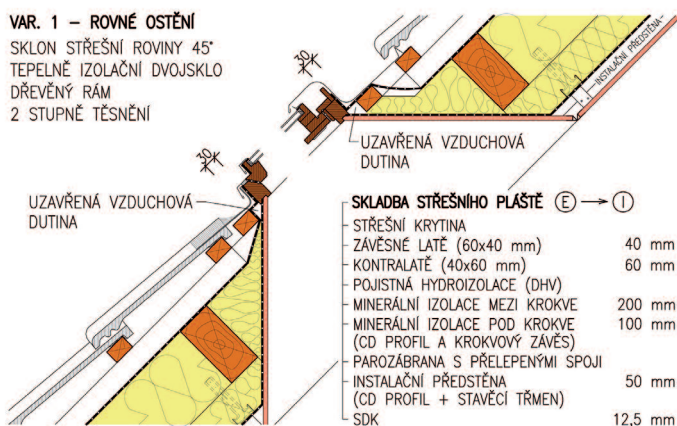 VAR. 1 – ROVNÉ OSTĚNÍ
SKLON STŘEŠNÍ ROVINY 45°
TEPELNĚ IZOLAČNÍ DVOJSKLO
DŘEVĚNÝ RÁM
2 STUPNĚ TĚSNĚNÍ
30
INSTALAČNÍ PŘEDSTĚNA
UZAVŘENÁ VZDUCHOVÁ
DUTINA
30
UZAVŘENÁ VZDUCHOVÁ
DUTINA
SKLADBA STŘEŠNÍHO PLÁŠTĚ E → I
STŘEŠNÍ KRYTINA
ZÁVĚSNÉ LATĚ (60x40 mm) 40 mm
KONTRALATĚ (40x60 mm) 60 mm
POJISTNÁ HYDROIZOLACE (DHV)
MINERÁLNÍ IZOLACE MEZI KROKVE 200 mm
MINERÁLNÍ IZOLACE POD KROKVE 100 mm
(CD PROFIL A KROKVOVÝ ZÁVĚS)
PAROZÁBRANA S PŘELEPENÝMI SPOJI
INSTALAČNÍ PŘEDSTĚNA 50 mm
(CD PROFIL + STAVĚCÍ TŘMEN)
SDK 12,5 mm